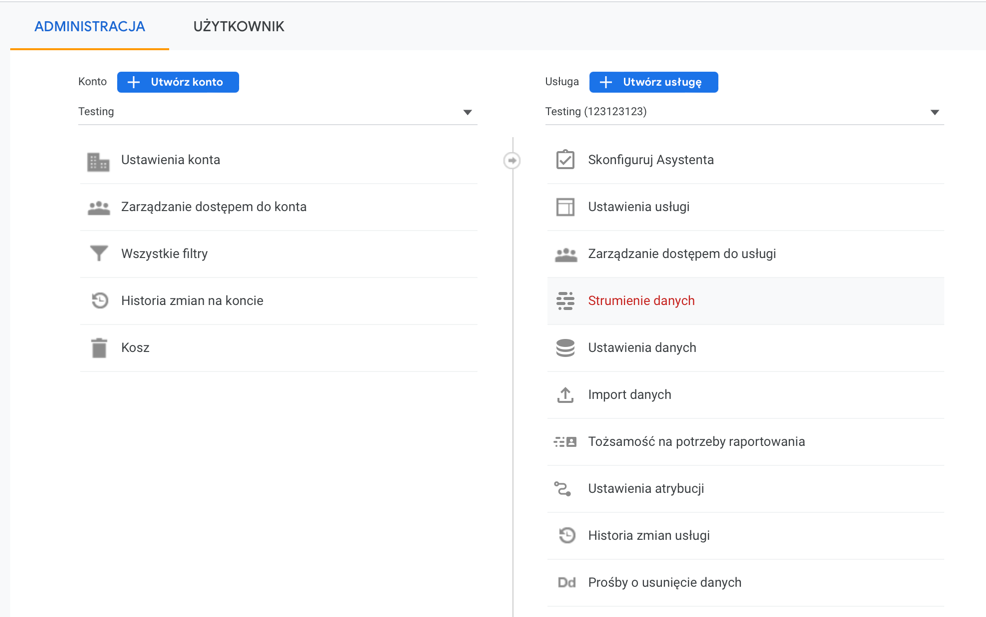 ADMINISTRACJA
UŻYTKOWNIK
Konto
Utwórz konto
Testing
Ustawienia konta
Zarządzanie dostępem do konta
Wszystkie filtry
Historia zmian na koncie
Kosz
Usługa
Utwórz usługę
Testing (123123123)
Skonfiguruj Asystenta
Ustawienia usługi
Zarządzanie dostępem do usługi
Strumienie danych
Ustawienia danych
Import danych
Tożsamość na potrzeby raportowania
Ustawienia atrybucji
Historia zmian usługi
Dd Prośby o usunięcie danych